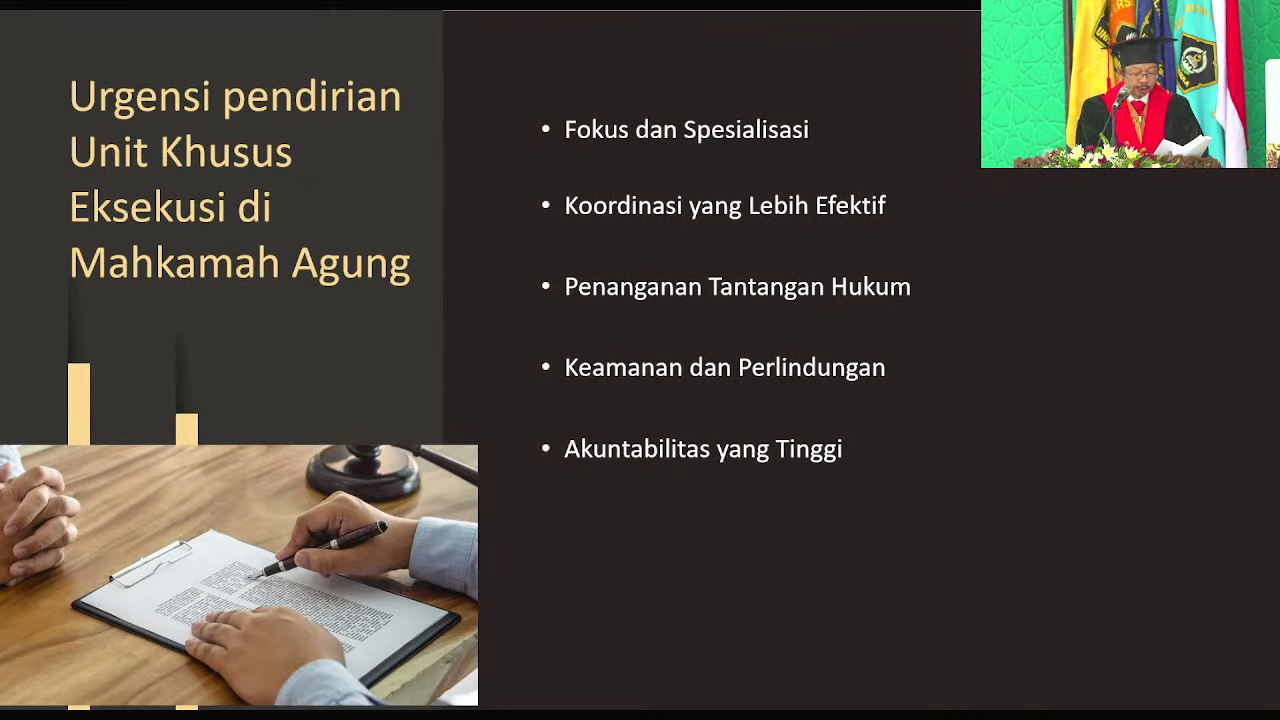 Urgensi pendirian
Unit Khusus
Eksekusi di
Mahkamah Agung
• Fokus dan Spesialisasi
• Koordinasi yang Lebih Efektif
• Penanganan Tantangan Hukum
• Keamanan dan Perlindungan
• Akuntabilitas yang Tinggi